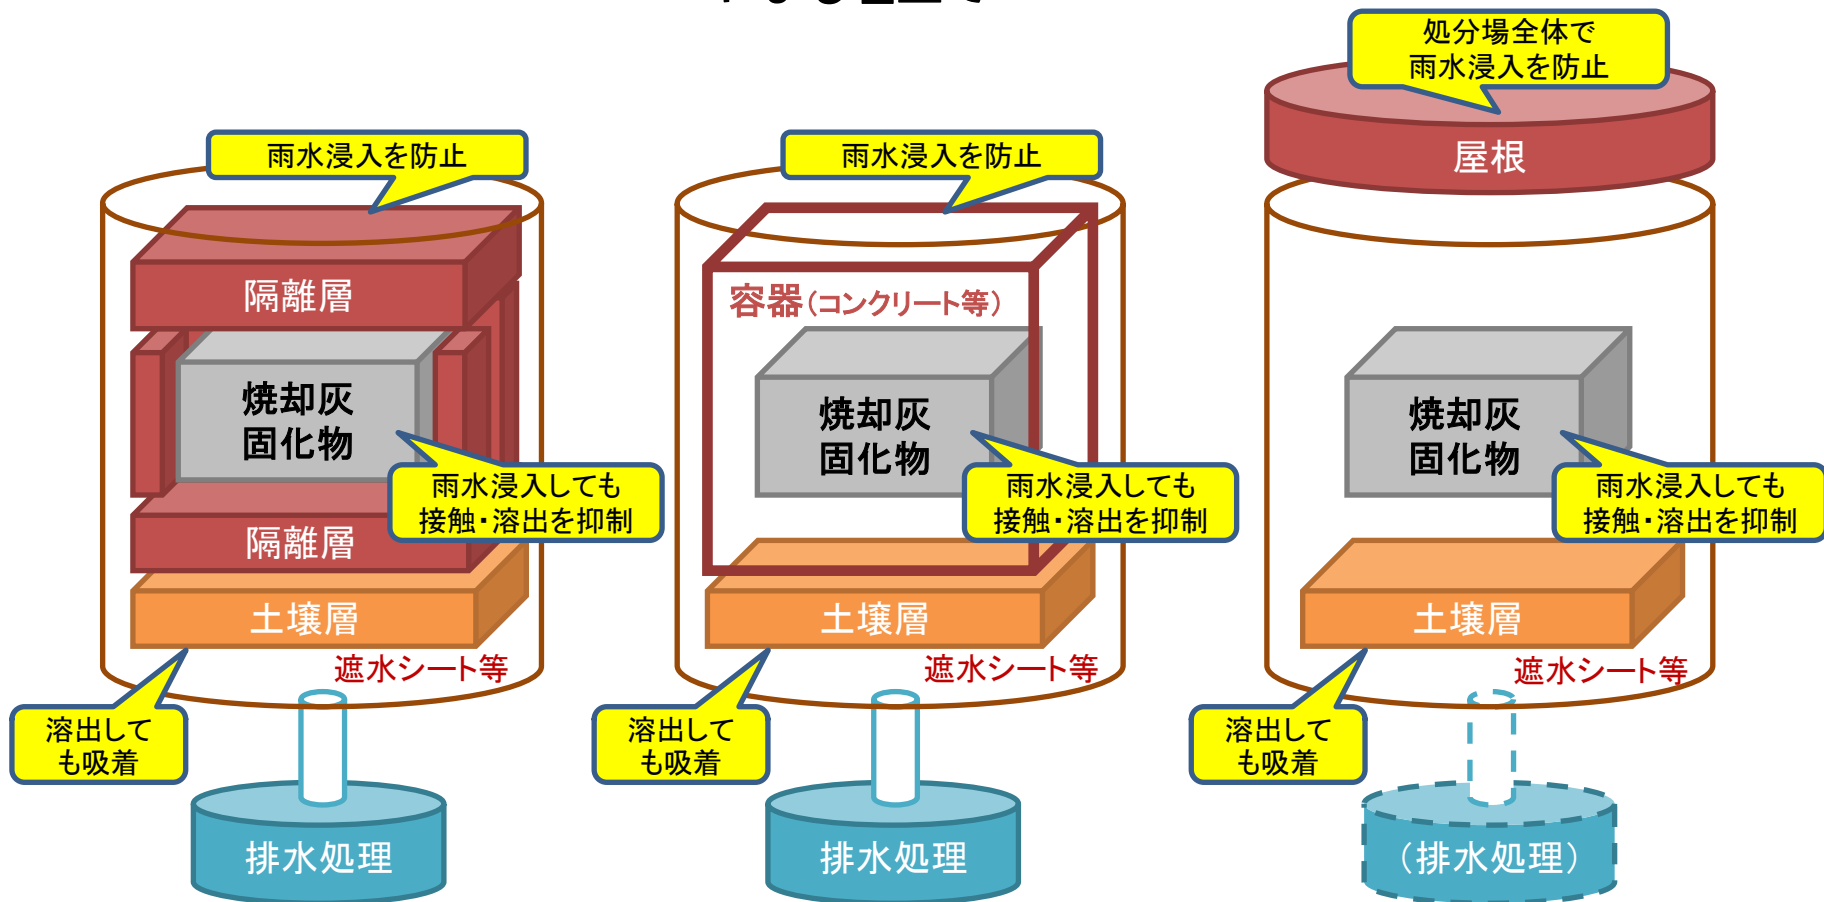 雨水浸入を防止
隔離層
焼却灰
固化物
雨水浸入しても
接触・溶出を抑制
隔離層
土壌層
遮水シート等
溶出して
も吸着
排水処理
雨水浸入を防止
容器(コンクリート等)
焼却灰
固化物
雨水浸入しても
接触・溶出を抑制
土壌層
遮水シート等
溶出して
も吸着
排水処理
処分場全体で
雨水浸入を防止
屋根
焼却灰
固化物
雨水浸入しても
接触・溶出を抑制
土壌層
遮水シート等
溶出して
も吸着
(排水処理)